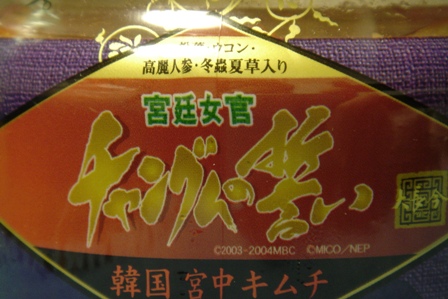 ウコン・
高麗人参・冬蟲夏草入り
宮廷女官
チャングムの誓い
©2003-2004MBC ©MICO/NEP
韓国 宮中キムチ